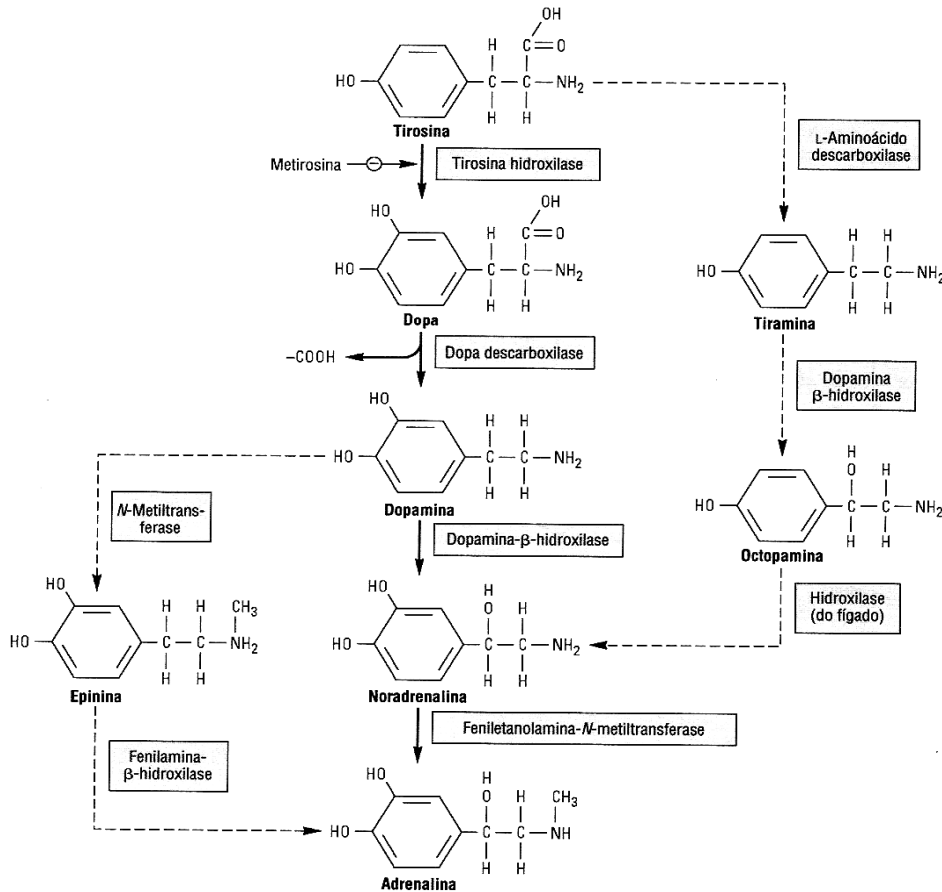 OH
H
C
O
HO
C
C
NH2
H
H
Tirosina
L-Aminoácido
descarboxilase
Metirosina
−
Tirosina hidroxilase
OH
HO
H
C
O
HO
C
C
NH2
H
H
Dopa
H
H
HO
C
C
NH2
H
H
Tiramina
–COOH
Dopa descarboxilase
Dopamina
β-hidroxilase
HO
H
H
HO
C
C
NH2
H
H
Dopamina
N-Metiltrans-
ferase
Dopamina-β-hidroxilase
H
O
H
HO
C
C
NH2
H
H
Octopamina
HO
H
H
CH3
HO
C
C
NH2
H
H
Epinina
H
HO
O
H
HO
C
C
NH2
H
H
Noradrenalina
Hidroxilase
(do fígado)
Fenilamina-
β-hidroxilase
Feniletanolamina-N-metiltransferase
H
HO
O
H
CH3
HO
C
C
NH
H
H
Adrenalina